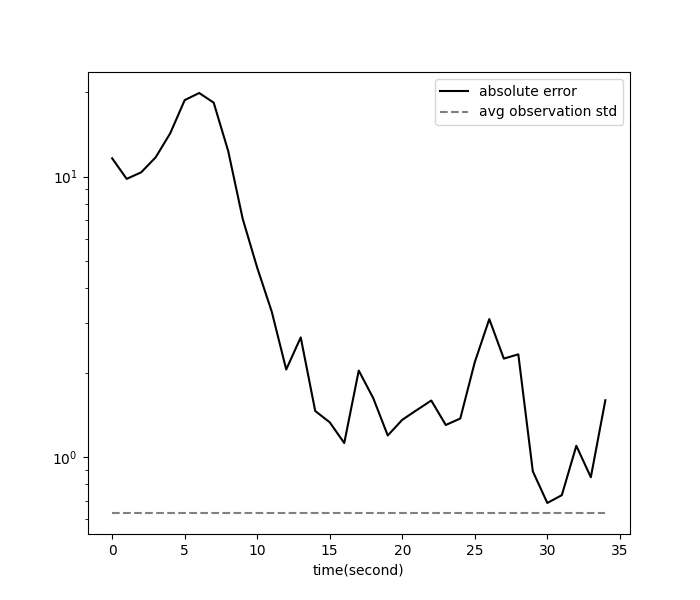 absolute error
avg observation std
10¹
10⁰
0 5 10 15 20 25 30 35
time(second)